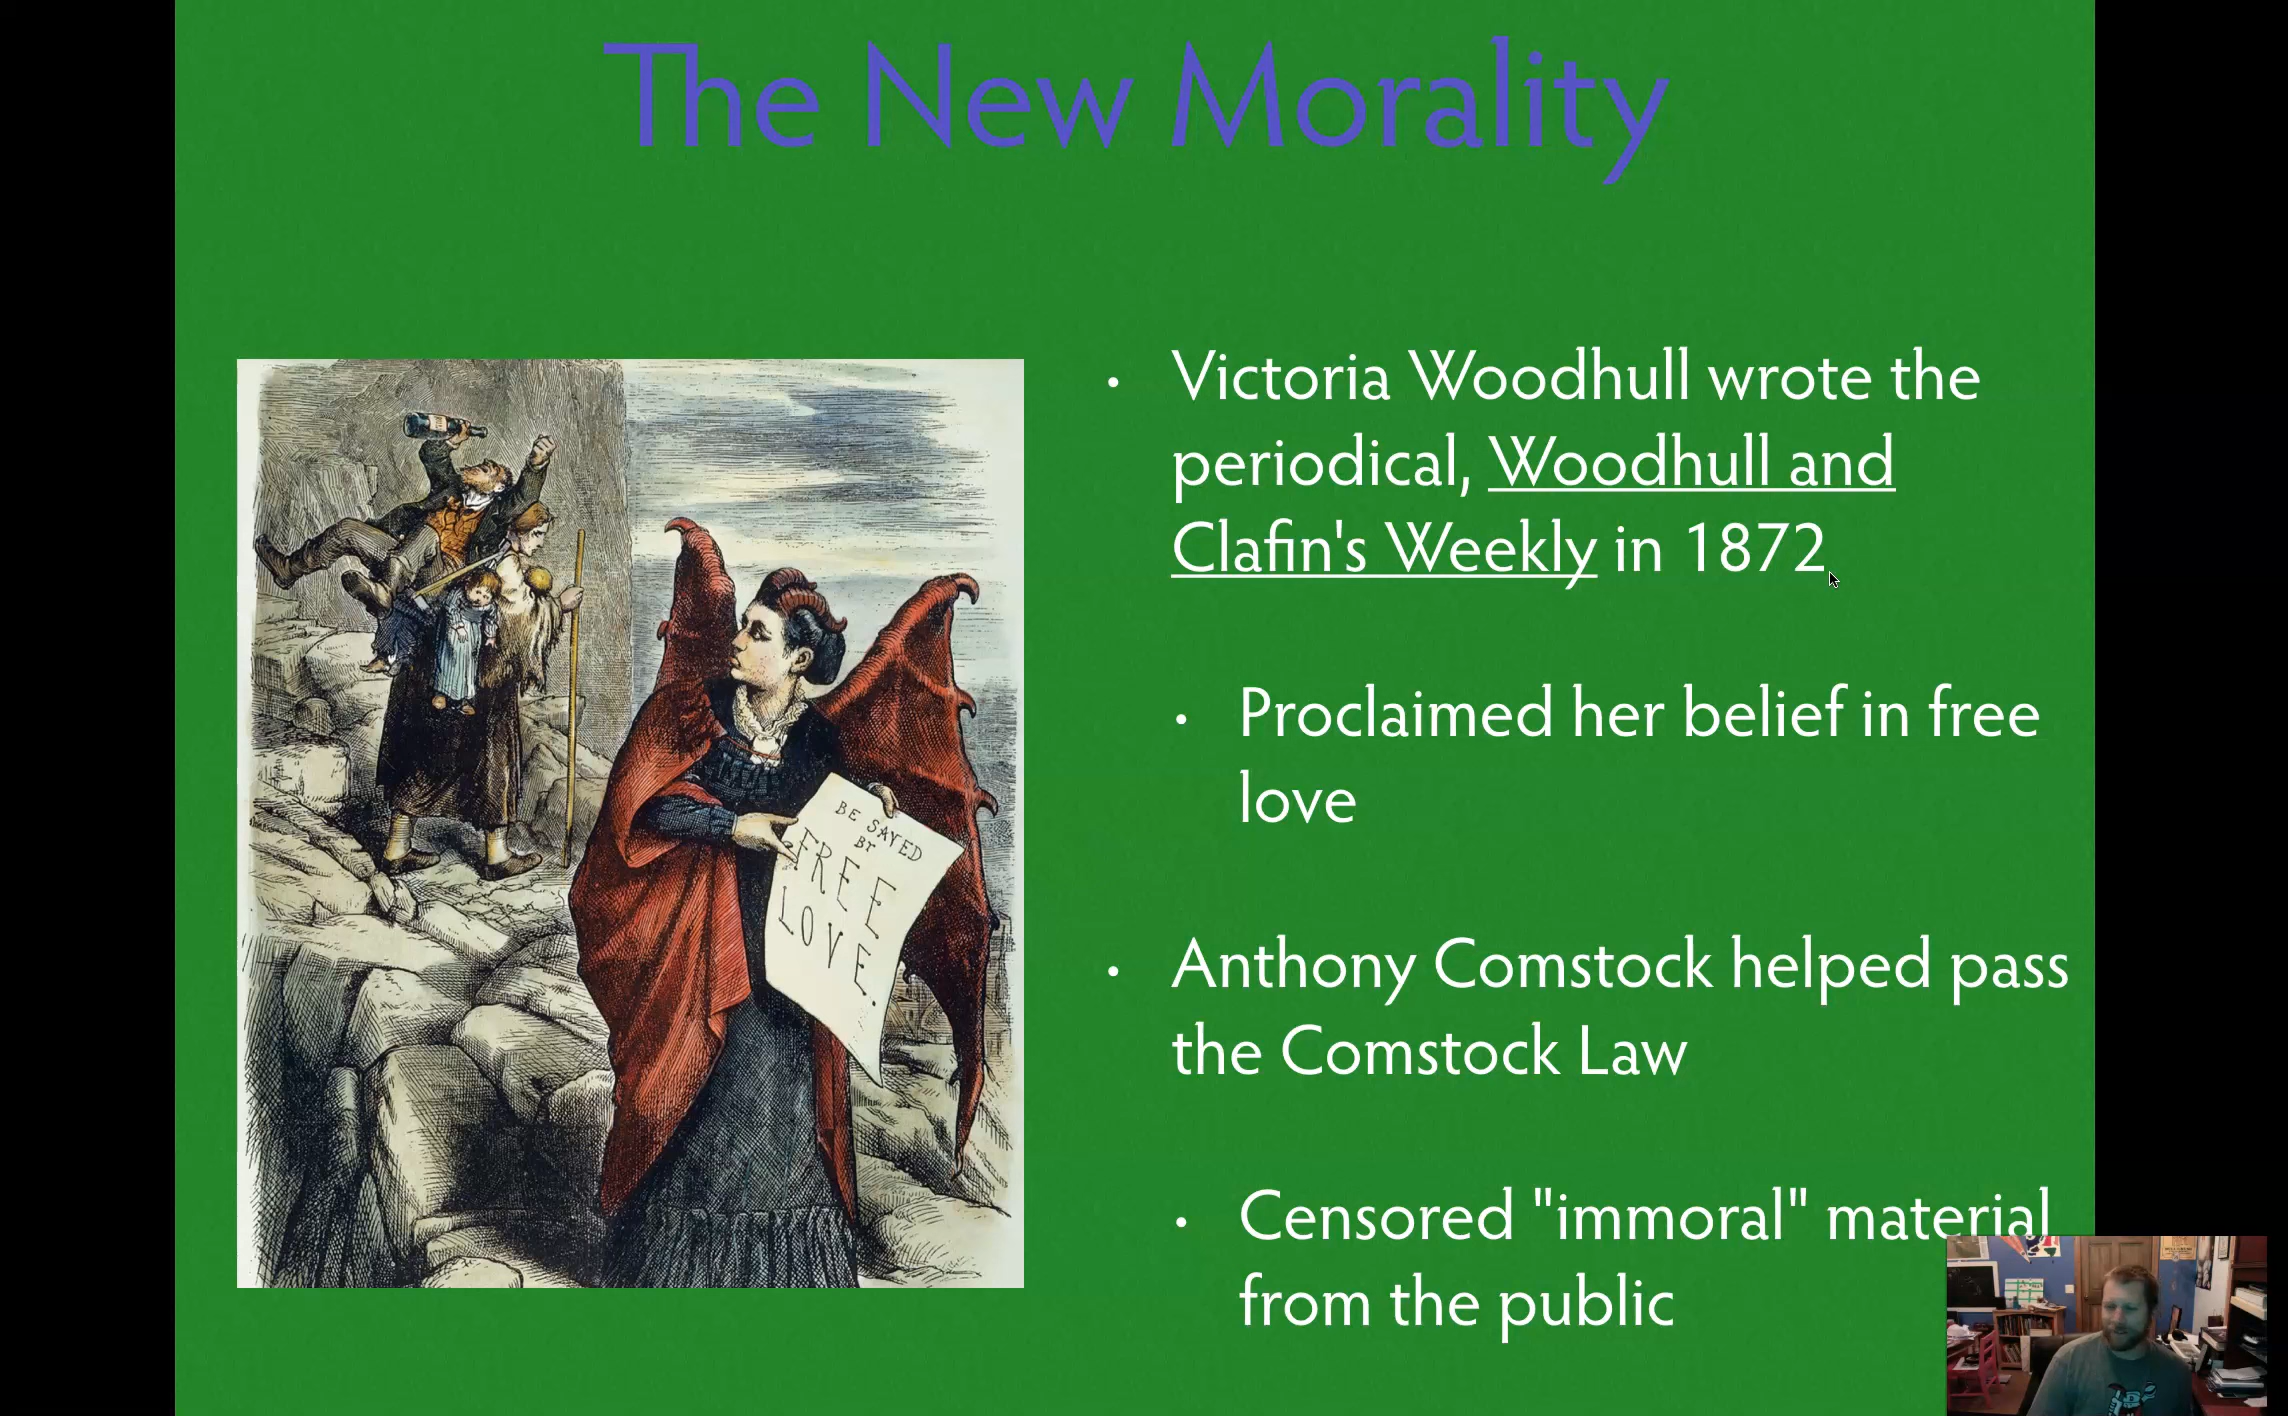 The New Morality
• Victoria Woodhull wrote the
periodical, Woodhull and
Clafin's Weekly in 1872
• Proclaimed her belief in free
love
• Anthony Comstock helped pass
the Comstock Law
• Censored "immoral" material
from the public
BE SAVED
BY
FREE
LOVE.